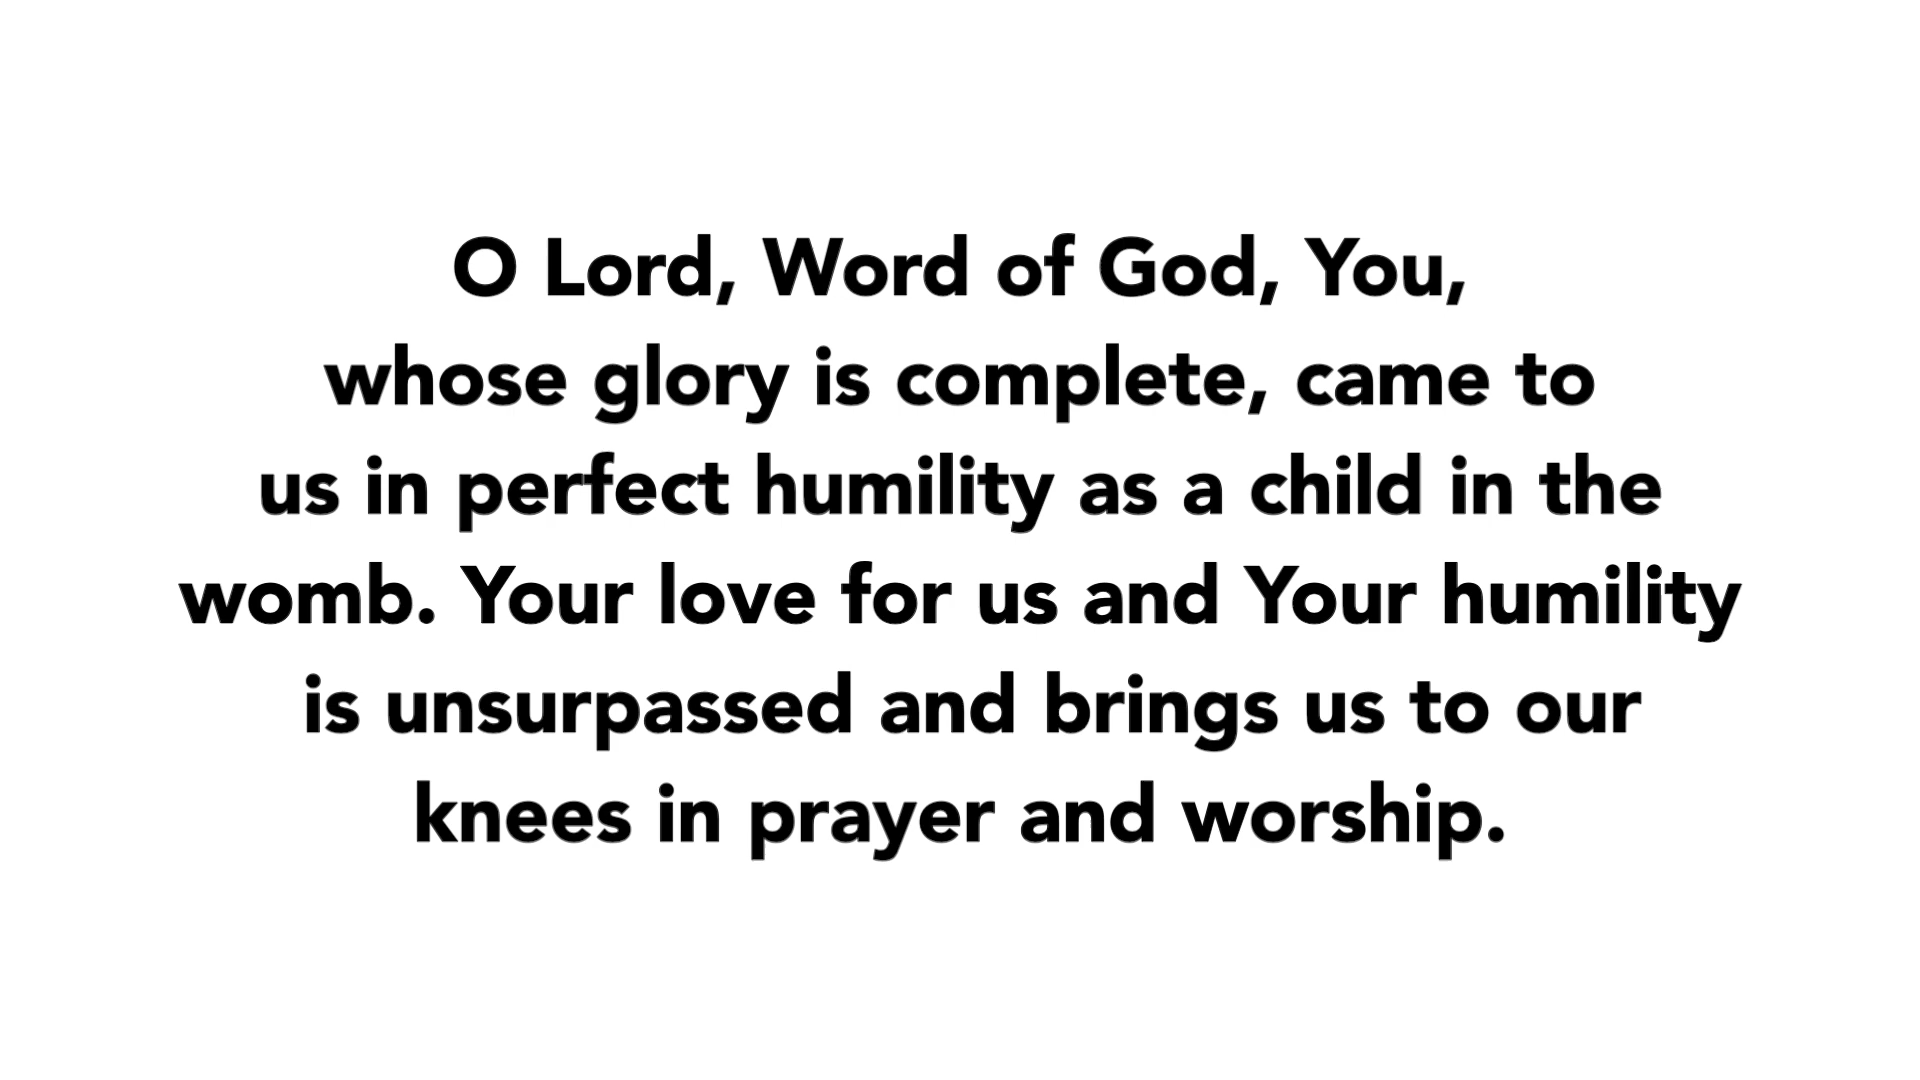 O Lord, Word of God, You,
whose glory is complete, came to
us in perfect humility as a child in the
womb. Your love for us and Your humility
is unsurpassed and brings us to our
knees in prayer and worship.